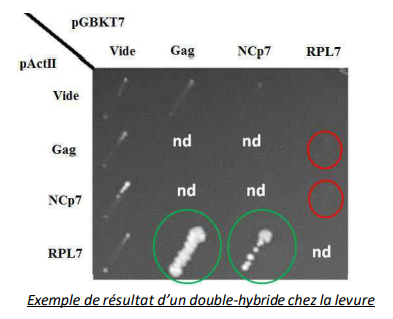 pGBKT7
pActII
Vide Gag NCp7 RPL7
Vide
Gag nd nd
NCp7 nd nd
RPL7 nd
Exemple de résultat d'un double-hybride chez la levure